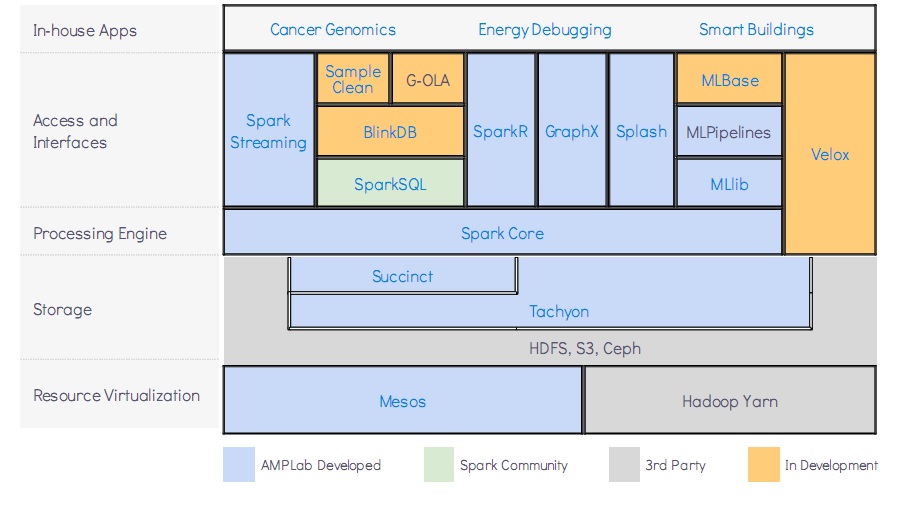 In-house Apps
Cancer Genomics
Energy Debugging
Smart Buildings
Access and
Interfaces
Spark
Streaming
Sample
Clean
G-OLA
BlinkDB
SparkSQL
SparkR
GraphX
Splash
MLBase
MLPipelines
MLlib
Velox
Processing Engine
Spark Core
Storage
Succinct
Tachyon
HDFS, S3, Ceph
Resource Virtualization
Mesos
Hadoop Yarn
AMPLab Developed
Spark Community
3rd Party
In Development